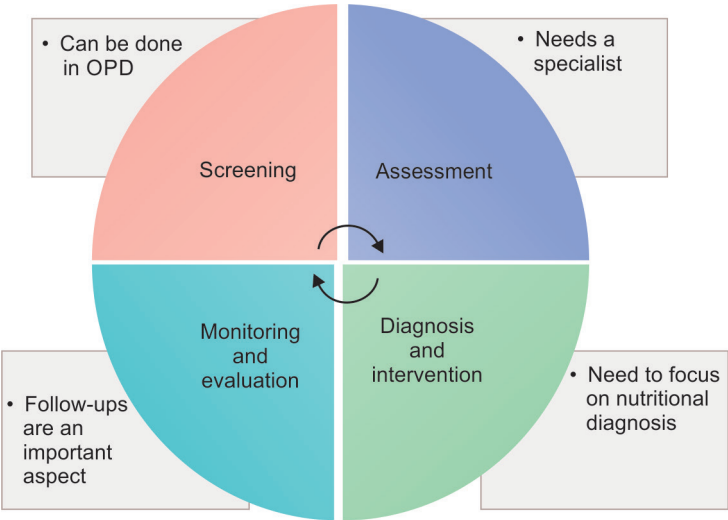 • Can be done
in OPD
Screening
• Needs a
specialist
Assessment
Monitoring
and
evaluation
• Follow-ups
are an
important
aspect
Diagnosis
and
intervention
• Need to focus
on nutritional
diagnosis